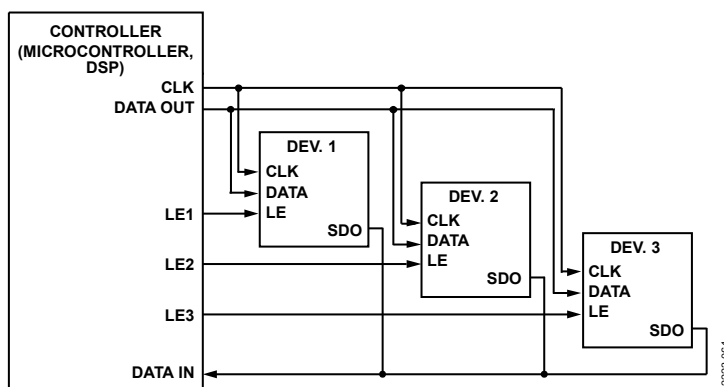 CONTROLLER
(MICROCONTROLLER,
DSP)
CLK
DATA OUT
LE1
LE2
LE3
DATA IN
DEV. 1
CLK
DATA
LE
SDO
DEV. 2
CLK
DATA
LE
SDO
DEV. 3
CLK
DATA
LE
SDO